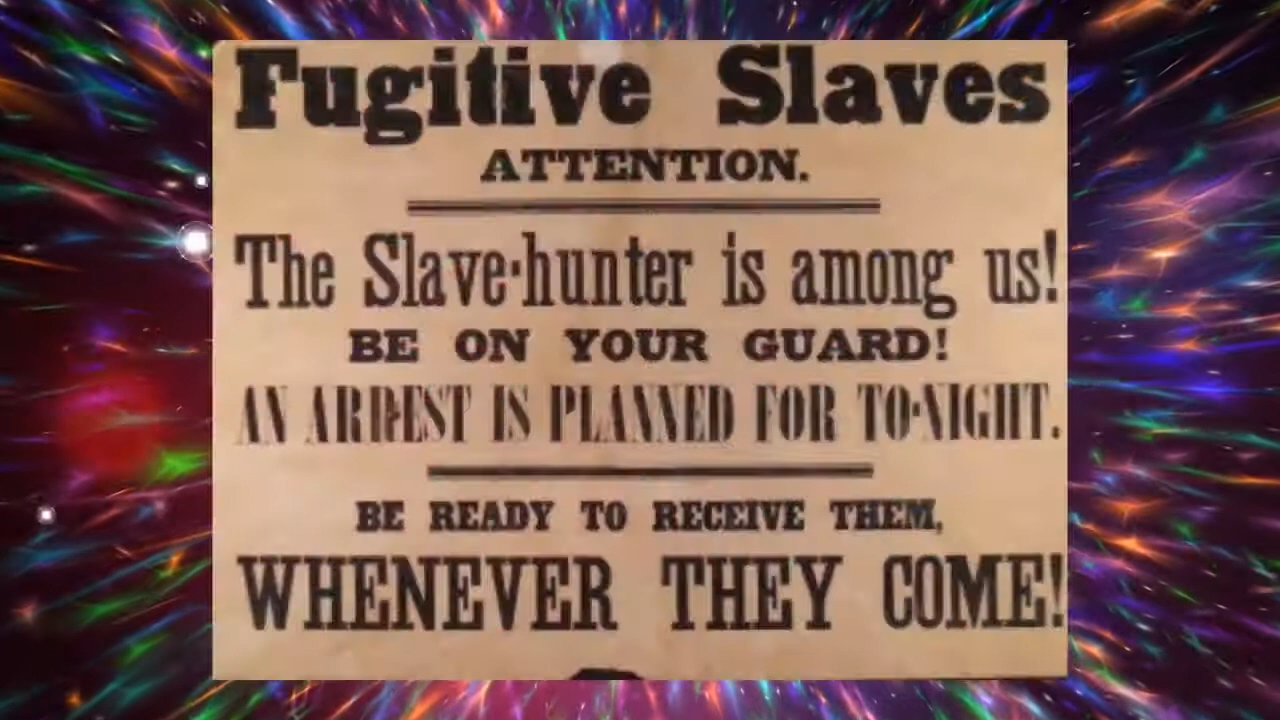 Fugitive Slaves
ATTENTION.
The Slave-hunter is among us!
BE ON YOUR GUARD!
AN ARREST IS PLANNED FOR TO-NIGHT.
BE READY TO RECEIVE THEM,
WHENEVER THEY COME!